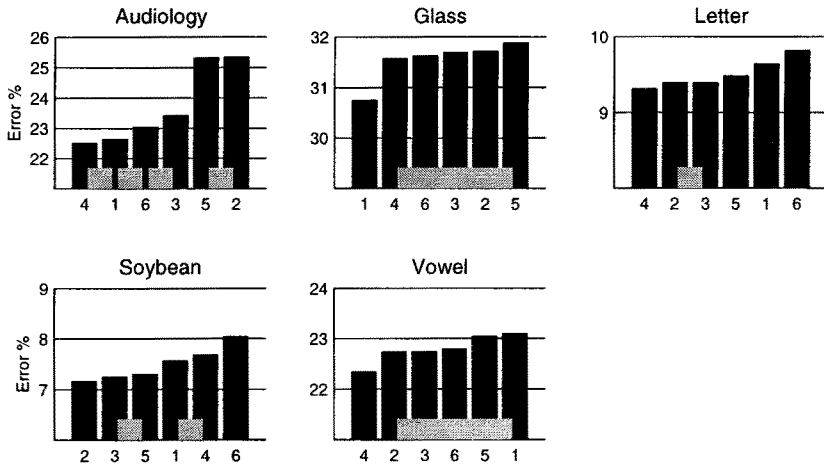 Audiology
Error %
26
25
24
23
22
4 1 6 3 5 2
Glass
32
31
30
1 4 6 3 2 5
Letter
10
9
4 2 3 5 1 6
Soybean
Error %
9
8
7
2 3 5 1 4 6
Vowel
24
23
22
4 2 3 6 5 1